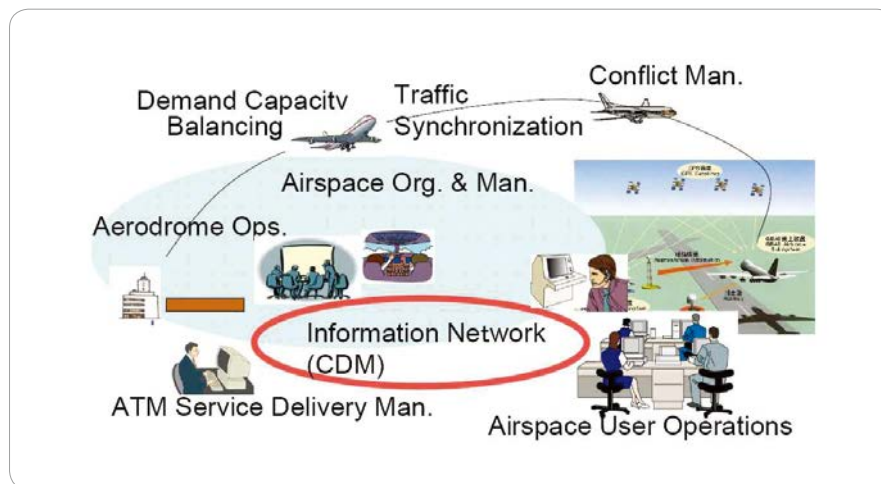 Conflict Man.
Demand Capacity
Balancing
Traffic
Synchronization
Airspace Org. & Man.
Aerodrome Ops.
Information Network
(CDM)
ATM Service Delivery Man.
Airspace User Operations